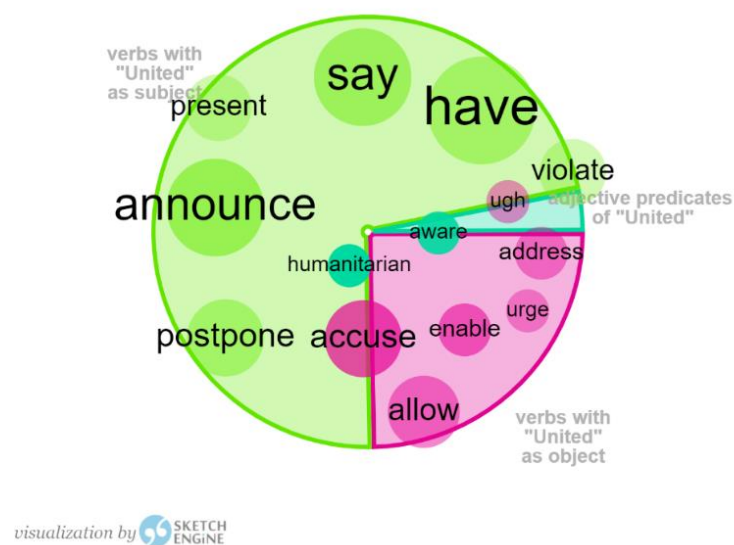 verbs with
"United"
as subject
say
have
present
violate
announce
ugh
adjective predicates
of "United"
aware
address
humanitarian
urge
postpone
accuse
enable
allow
verbs with
"United"
as object
visualization by SKETCH
ENGINE